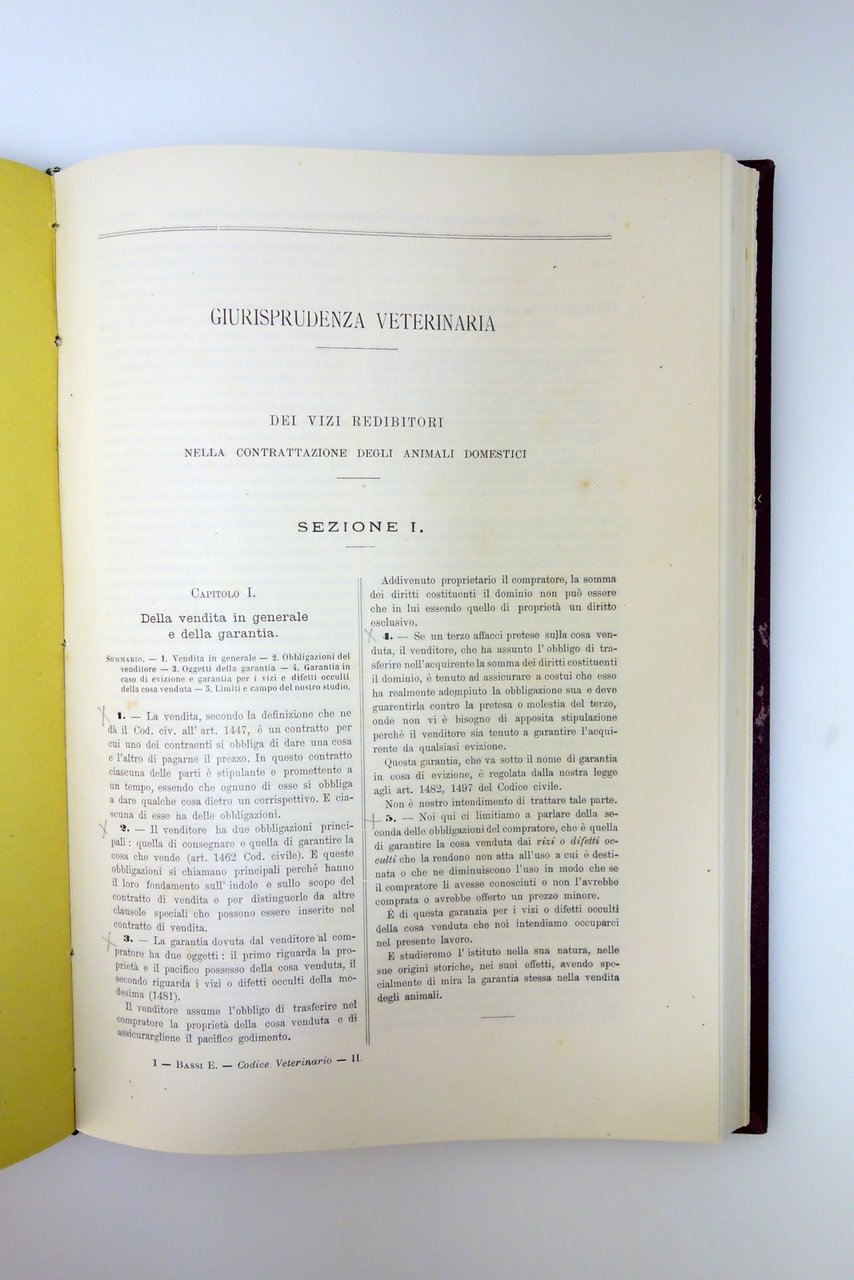 GIURISPRUDENZA VETERINARIA
DEI VIZI REDIBITORI
NELLA CONTRATTAZIONE DEGLI ANIMALI DOMESTICI
SEZIONE I.
Capitolo I.
Della vendita in generale
e della garanzia.
Sommario. — 1. Vendita in generale — 2. Obbligazioni del
venditore — 3. Oggetti della garantia — 4. Garantia in
caso di evizione e garantia per i vizi e difetti occulti
della cosa venduta — 5. Limiti e campo del nostro studio.
1. — La vendita, secondo la definizione che ne
dà il Cod. civ. all' art. 1447, è un contratto per
cui uno dei contraenti si obbliga di dare una cosa
e l'altro di pagarne il prezzo. In questo contratto
ciascuna delle parti è stipulante e promettente a
un tempo, essendo che ognuno di esse si obbliga
a dare qualche cosa dietro un corrispettivo. E cia-
scuna di esse ha delle obbligazioni.
2. — Il venditore ha due obbligazioni princi-
pali: quella di consegnare e quella di garantire la
cosa che vende (art. 1462 Cod. civile). E queste
obbligazioni si chiamano principali perchè hanno
il loro fondamento sull' indole e sullo scopo del
contratto di vendita e per distinguerle da altre
clausole speciali che possono essere inserite nel
contratto di vendita.
3. — La garantia dovuta dal venditore al com-
pratore ha due oggetti: il primo riguarda la pro-
prietà e il pacifico possesso della cosa venduta, il
secondo riguarda i vizi o difetti occulti della me-
desima (1481).
Il venditore assume l'obbligo di trasferire nel
compratore la proprietà della cosa venduta e di
assicurargliene il pacifico godimento.
1 — Bassi E. — Codice Veterinario — II.
Addivenuto proprietario il compratore, la somma
dei diritti costituenti il dominio non può essere
che in lui essendo quello di proprietà un diritto
esclusivo.
4. — Se un terzo affacci pretese sulla cosa ven-
duta, il venditore, che ha assunto l' obbligo di tra-
sferire nell'acquirente la somma dei diritti costituenti
il dominio, è tenuto ad assicurare a costui che esso
ha realmente adempiuto la obbligazione sua e deve
guarentirla contro la pretesa o molestia del terzo,
onde non vi è bisogno di apposita stipulazione
perchè il venditore sia tenuto a garantire l'acqui-
rente da qualsiasi evizione.
Questa garantia, che va sotto il nome di garantia
in cosa di evizione, è regolata dalla nostra legge
agli art. 1482, 1497 del Codice civile.
Non è nostro intendimento di trattare tale parte.
5. — Noi qui ci limitiamo a parlare della se-
conda delle obbligazioni del compratore, che è quella
di garantire la cosa venduta dai vizi o difetti oc-
culti che la rendono non atta all'uso a cui è desti-
nata o che ne diminuiscono l'uso in modo che se
il compratore li avesse conosciuti o non l'avrebbe
comprata o avrebbe offerto un prezzo minore.
È di questa garanzia per i vizi o difetti occulti
della cosa venduta che noi intendiamo occuparci
nel presente lavoro.
E studieremo l' istituto nella sua natura, nelle
sue origini storiche, nei suoi effetti, avendo spe-
cialmente di mira la garantia stessa nella vendita
degli animali.